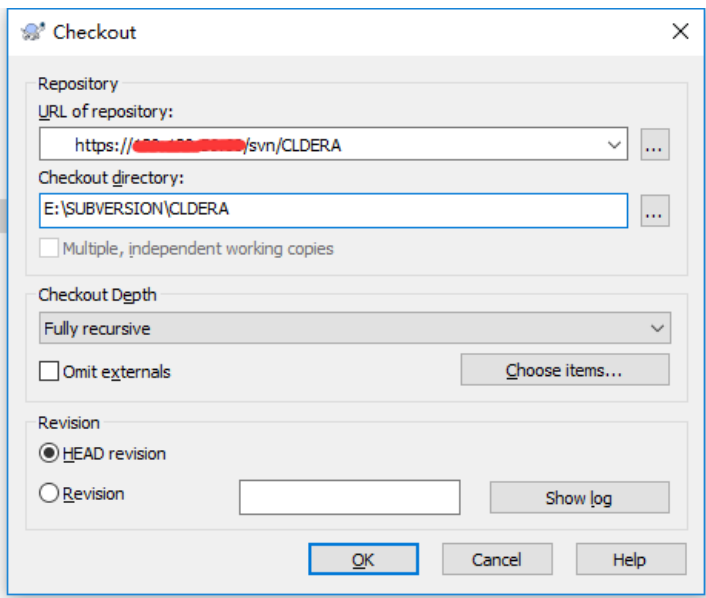 Checkout
Repository
URL of repository:
https:// /svn/CLDERA
...
Checkout directory:
E:\SUBVERSION\CLDERA
...
Multiple, independent working copies
Checkout Depth
Fully recursive
Omit externals
Choose items...
Revision
HEAD revision
Revision
Show log
OK Cancel Help